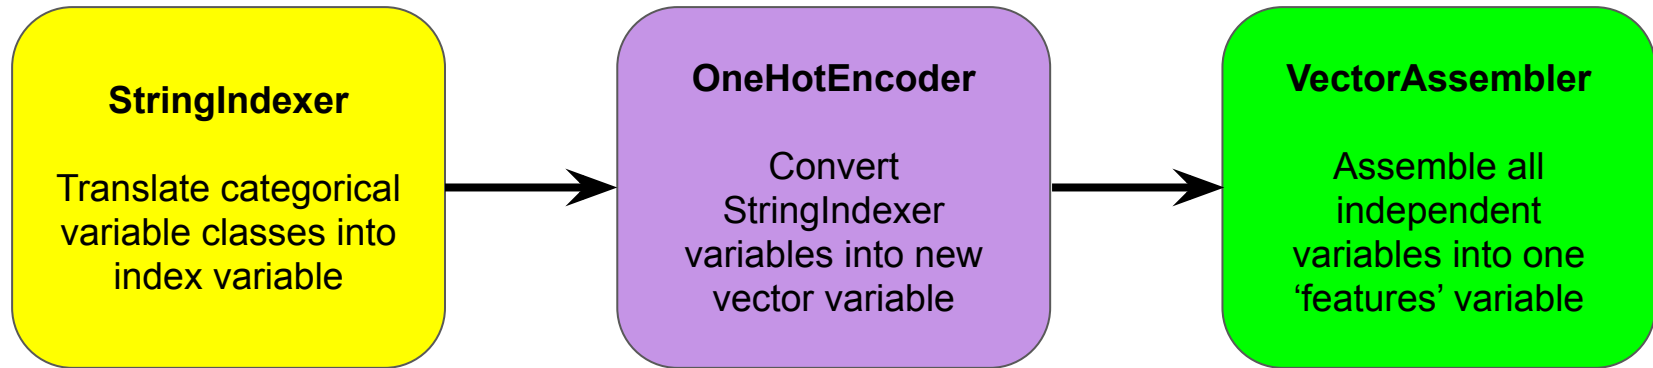 StringIndexer
Translate categorical
variable classes into
index variable
OneHotEncoder
Convert
StringIndexer
variables into new
vector variable
VectorAssembler
Assemble all
independent
variables into one
‘features’ variable